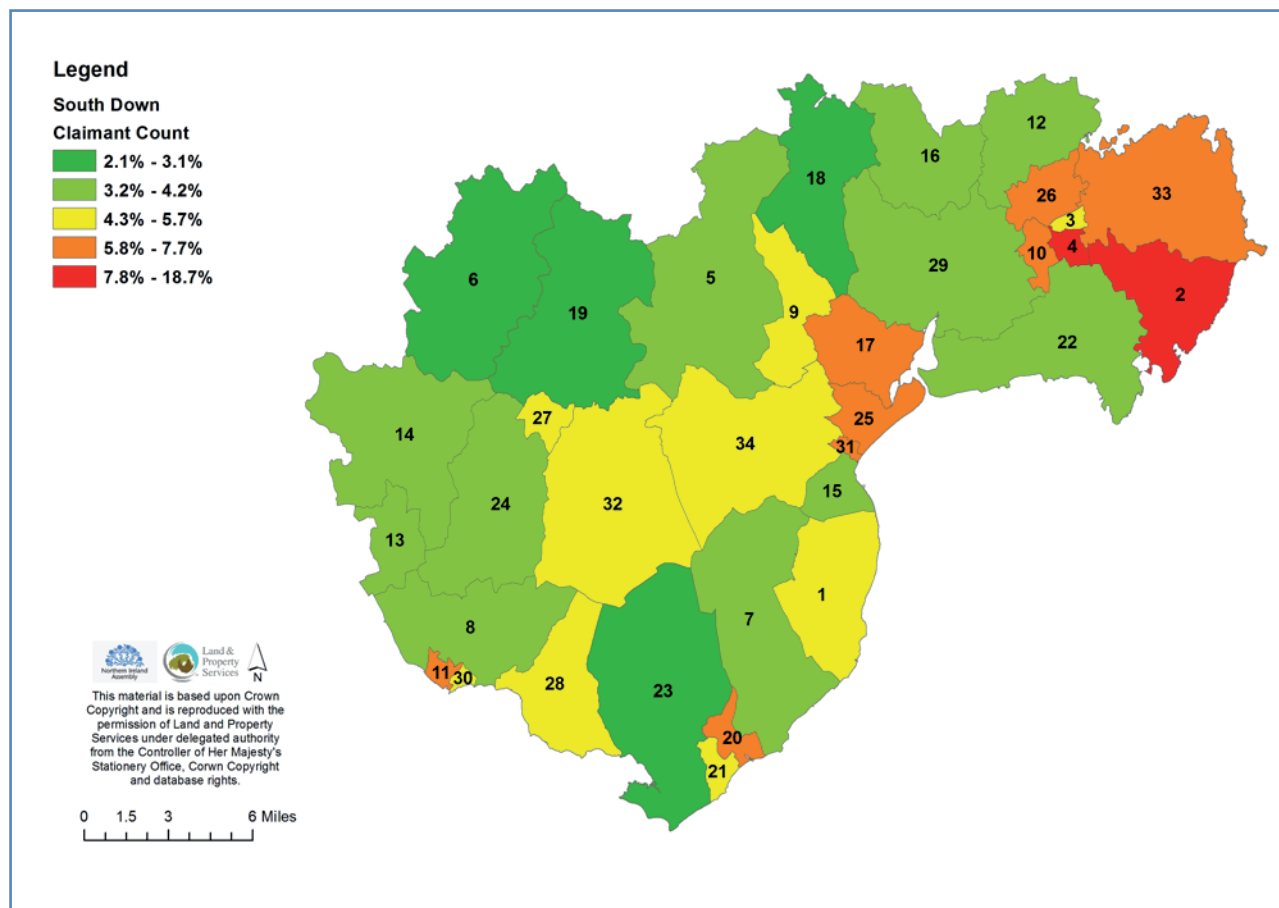 Legend
South Down
Claimant Count
2.1% - 3.1%
3.2% - 4.2%
4.3% - 5.7%
5.8% - 7.7%
7.8% - 18.7%
12
16
18
26
33
3
6
5
10
4
29
2
19
9
22
17
27
25
14
34
31
15
24
32
13
1
7
8
11
30
28
23
20
21
Northern Ireland
Assembly
Land &
Property
Services
N
This material is based upon Crown
Copyright and is reproduced with the
permission of Land and Property
Services under delegated authority
from the Controller of Her Majesty's
Stationery Office, Corwn Copyright
and database rights.
0 1.5 3 6 Miles